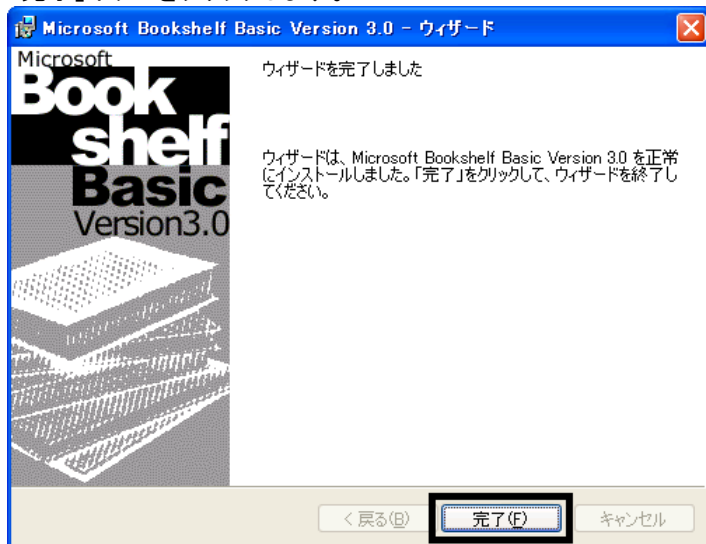 Microsoft Bookshelf Basic Version 3.0 - ウィザード
Microsoft
Book
shelf
Basic
Version3.0
ウィザードを完了しました
ウィザードは、Microsoft Bookshelf Basic Version 3.0 を正常
にインストールしました。「完了」をクリックして、ウィザードを終了し
てください。
< 戻る(B)
完了(F)
キャンセル